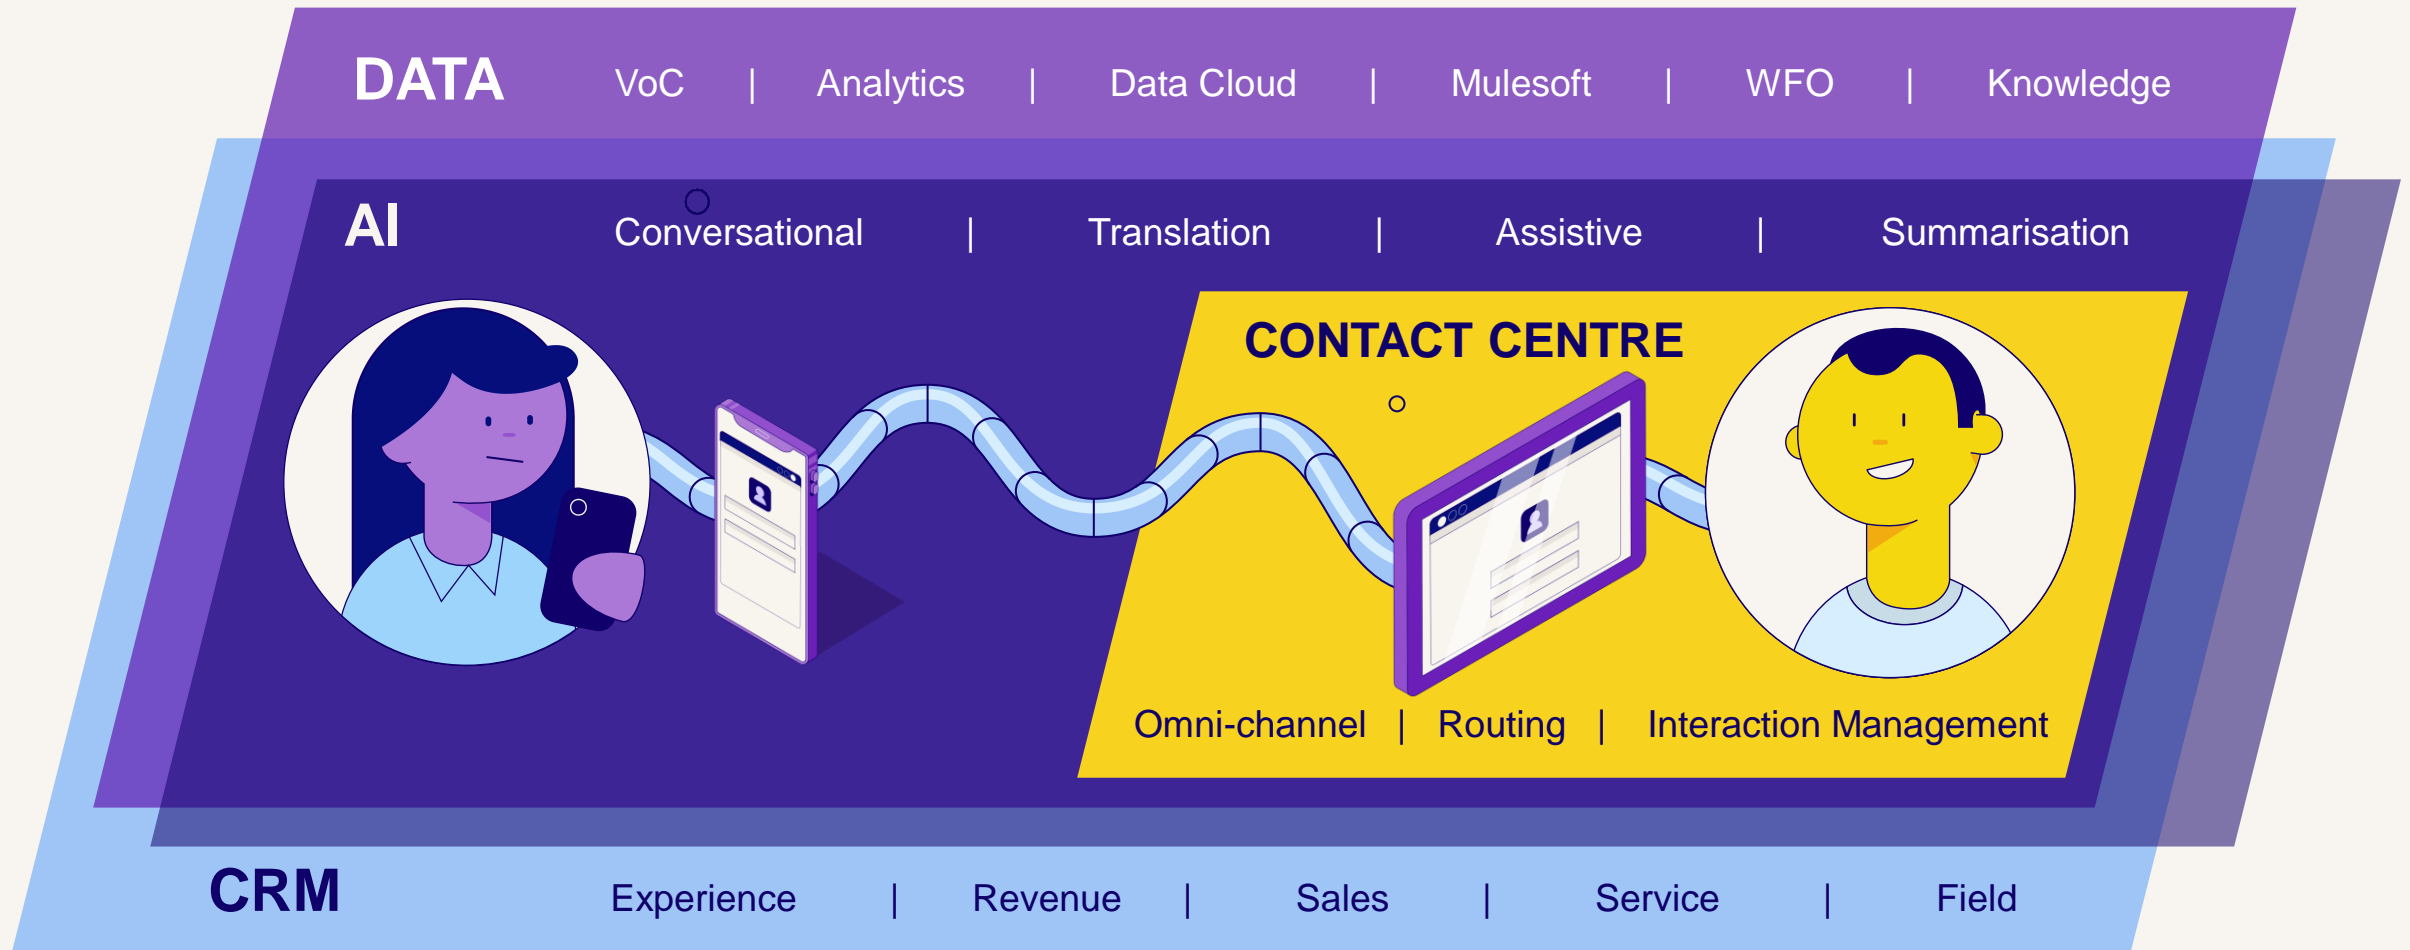 DATA VoC | Analytics | Data Cloud | Mulesoft | WFO | Knowledge
AI Conversational | Translation | Assistive | Summarisation
CONTACT CENTRE
Omni-channel | Routing | Interaction Management
CRM Experience | Revenue | Sales | Service | Field